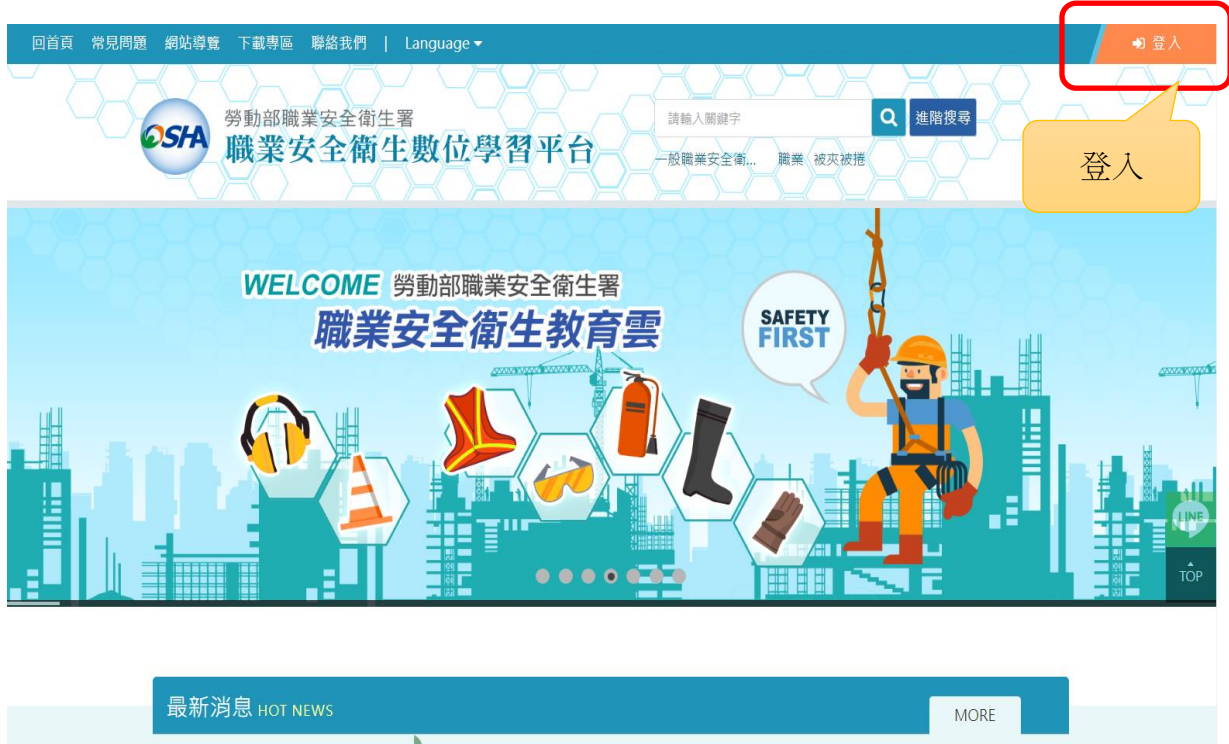 回首頁 常見問題 網站導覽 下載專區 聯絡我們 | Language
登入
OSHA
勞動部職業安全衛生署
職業安全衛生數位學習平台
請輸入關鍵字
進階搜尋
一般職業安全衛... 職業 被夾被捲
登入
WELCOME 勞動部職業安全衛生署
職業安全衛生教育雲
SAFETY
FIRST
LINE
TOP
最新消息 HOT NEWS
MORE